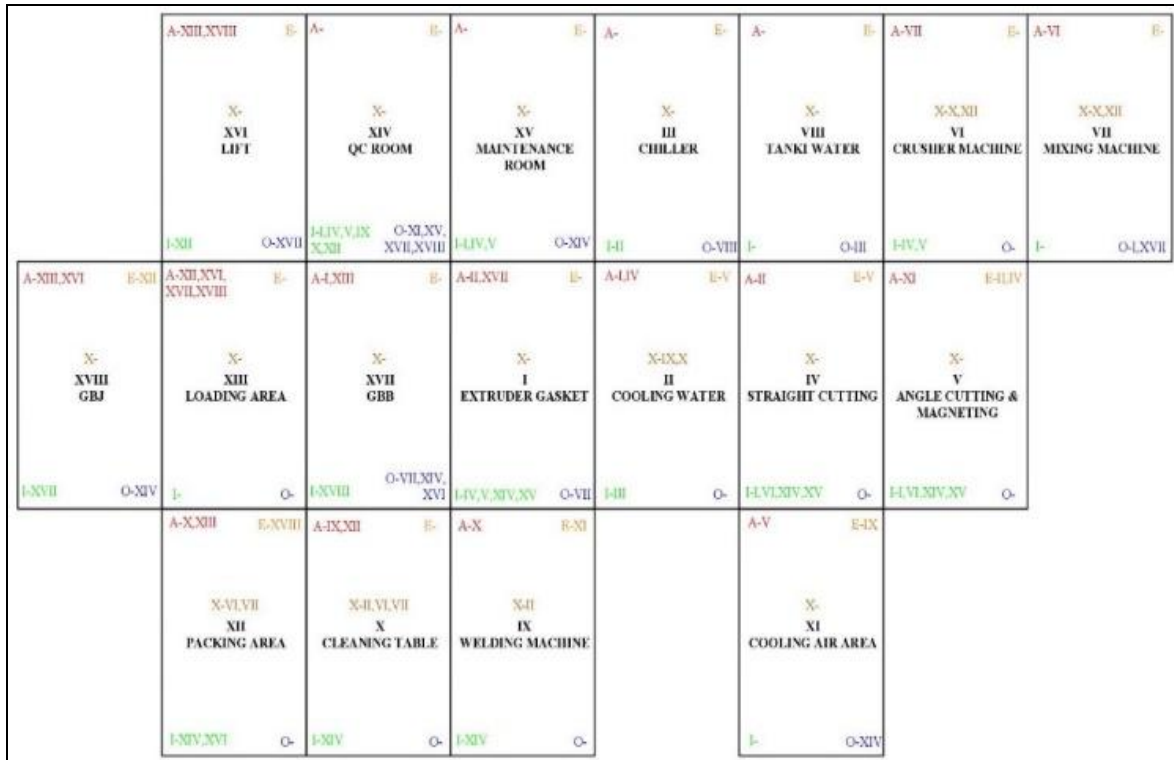 A-XIII,XVIII E-
X-
XVI
LIFT
I-XII O-XVII
A- E-
X-
XIV
QC ROOM
I-I,IV,V,IX O-XI,XV,
X,XII XVII,XVIII
A- E-
X-
XV
MAINTENANCE
ROOM
I-I,IV,V O-XIV
A- E-
X-
III
CHILLER
I-II O-VIII
A- E-
X-
VIII
TANKI WATER
I- O-III
A-VII E-
X-X,XII
VI
CRUSHER MACHINE
I-IV,V O-
A-VI E-
X-X,XII
VII
MIXING MACHINE
I- O-I,XVII
A-XIII,XVI E-XII
X-
XVIII
GBJ
I-XVII O-XIV
A-XII,XVI, E-
XVII,XVIII
X-
XIII
LOADING AREA
I- O-
A-I,XIII E-
X-
XVII
GBB
O-VII,XIV,
I-XVIII XVI
A-II,XVII E-
X-
I
EXTRUDER GASKET
I-IV,V,XIV,XV O-VII
A-I,IV E-V
X-IX,X
II
COOLING WATER
I-III O-
A-II E-V
X-
IV
STRAIGHT CUTTING
I-I,VI,XIV,XV O-
A-XI E-II,IV
X-
V
ANGLE CUTTING &
MAGNETING
I-I,VI,XIV,XV O-
A-X,XIII E-XVIII
X-VI,VII
XII
PACKING AREA
I-XIV,XVI O-
A-IX,XII E-
X-II,VI,VII
X
CLEANING TABLE
I-XIV O-
A-X E-XI
X-II
IX
WELDING MACHINE
I-XIV O-
A-V E-IX
X-
XI
COOLING AIR AREA
I- O-XIV